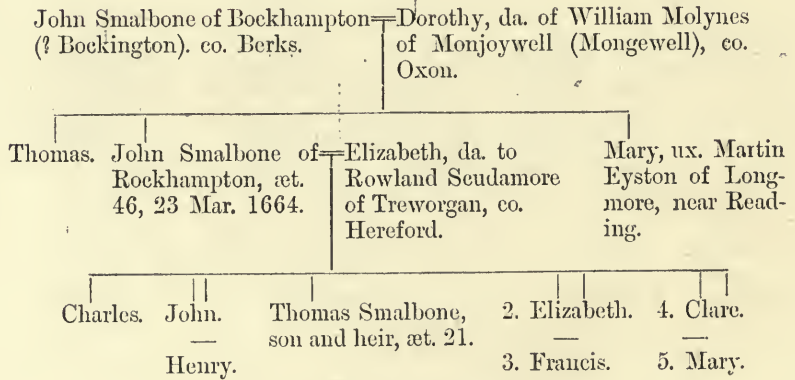 John Smalbone of Bockhampton
(? Bockington). co. Berks.
Dorothy, da. of William Molynes
of Monjoywell (Mongewell), co.
Oxon.
Thomas.
John Smalbone of
Rockhampton, æt.
46, 23 Mar. 1664.
Elizabeth, da. to
Rowland Scudamore
of Treworgan, co.
Hereford.
Mary, ux. Martin
Eyston of Long-
more, near Read-
ing.
Charles.
John.
—
Henry.
Thomas Smalbone,
son and heir, æt. 21.
2. Elizabeth.
—
3. Francis.
4. Clare.
—
5. Mary.